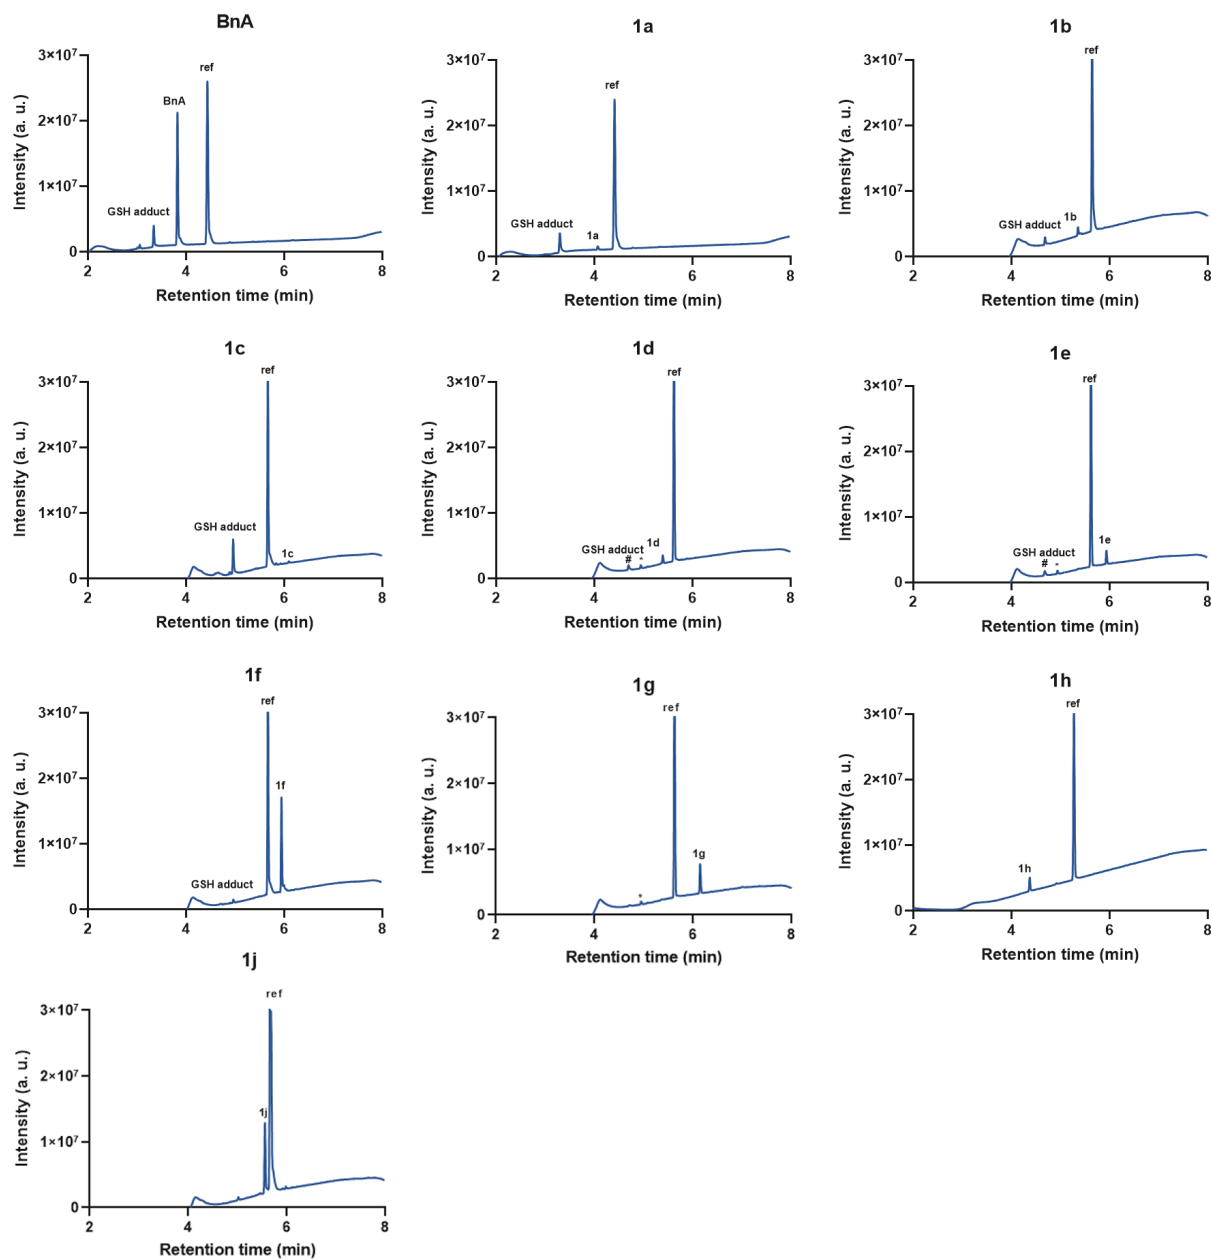 BnA
3×10⁷
2×10⁷
1×10⁷
0
Intensity (a. u.)
GSH adduct
BnA
ref
2
4
6
8
Retention time (min)
1a
3×10⁷
2×10⁷
1×10⁷
0
Intensity (a. u.)
GSH adduct
1a
ref
2
4
6
8
Retention time (min)
1b
3×10⁷
2×10⁷
1×10⁷
0
Intensity (a. u.)
GSH adduct
1b
ref
2
4
6
8
Retention time (min)
1c
3×10⁷
2×10⁷
1×10⁷
0
Intensity (a. u.)
GSH adduct
ref
1c
2
4
6
8
Retention time (min)
1d
3×10⁷
2×10⁷
1×10⁷
0
Intensity (a. u.)
GSH adduct
# *
1d
ref
2
4
6
8
Retention time (min)
1e
3×10⁷
2×10⁷
1×10⁷
0
Intensity (a. u.)
GSH adduct
# *
ref
1e
2
4
6
8
Retention time (min)
1f
3×10⁷
2×10⁷
1×10⁷
0
Intensity (a. u.)
GSH adduct
ref
1f
2
4
6
8
Retention time (min)
1g
3×10⁷
2×10⁷
1×10⁷
0
Intensity (a. u.)
*
ref
1g
2
4
6
8
Retention time (min)
1h
3×10⁷
2×10⁷
1×10⁷
0
Intensity (a. u.)
1h
ref
2
4
6
8
Retention time (min)
1j
3×10⁷
2×10⁷
1×10⁷
0
Intensity (a. u.)
1j
ref
2
4
6
8
Retention time (min)